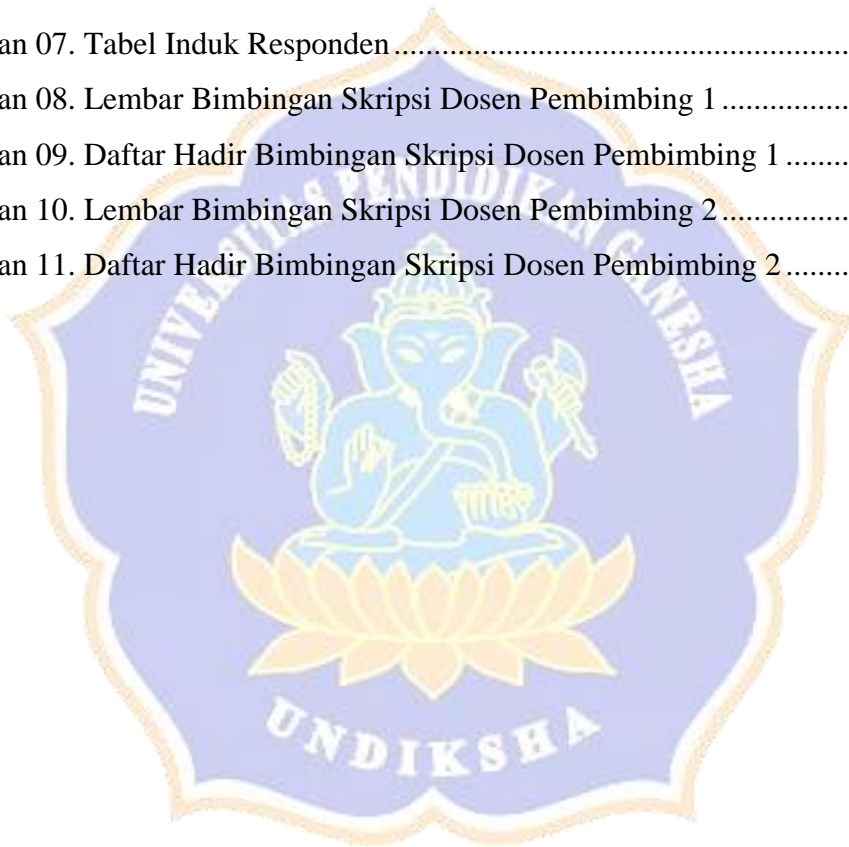 an 07. Tabel Induk Responden................................................................
an 08. Lembar Bimbingan Skripsi Dosen Pembimbing 1.................
an 09. Daftar Hadir Bimbingan Skripsi Dosen Pembimbing 1........
an 10. Lembar Bimbingan Skripsi Dosen Pembimbing 2.................
an 11. Daftar Hadir Bimbingan Skripsi Dosen Pembimbing 2........
UNIVERSITAS PENDIDIKAN GANESHA
UNDIKSHA